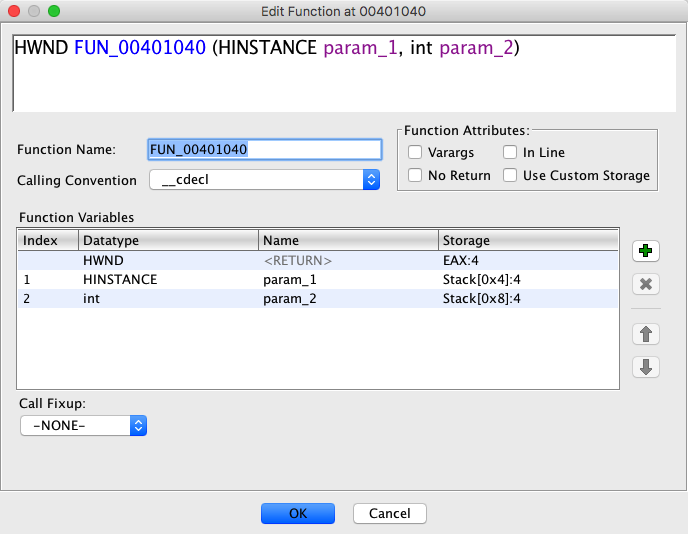 Edit Function at 00401040
HWND FUN_00401040 (HINSTANCE param_1, int param_2)
Function Name: FUN_00401040
Calling Convention __cdecl
Function Attributes:
Varargs In Line
No Return Use Custom Storage
Function Variables
Index Datatype Name Storage
HWND <RETURN> EAX:4
1 HINSTANCE param_1 Stack[0x4]:4
2 int param_2 Stack[0x8]:4
Call Fixup:
-NONE-
OK Cancel